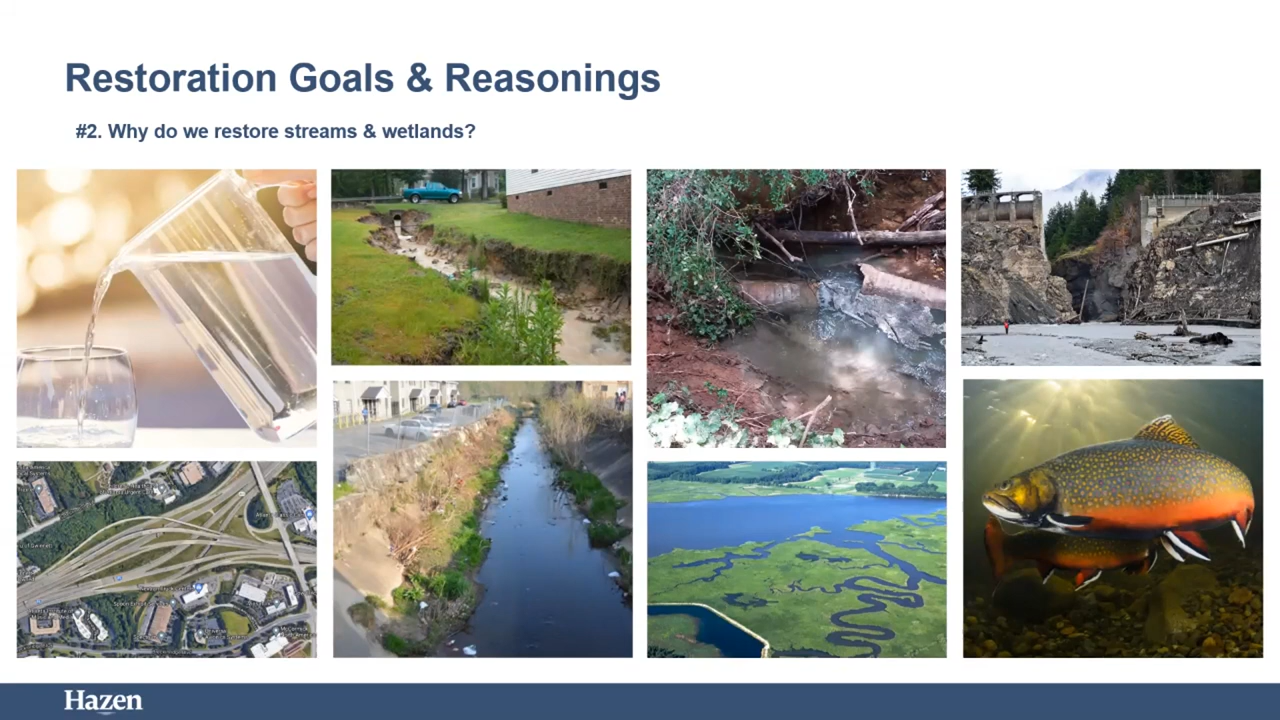 Restoration Goals & Reasonings
#2. Why do we restore streams & wetlands?
Hazen